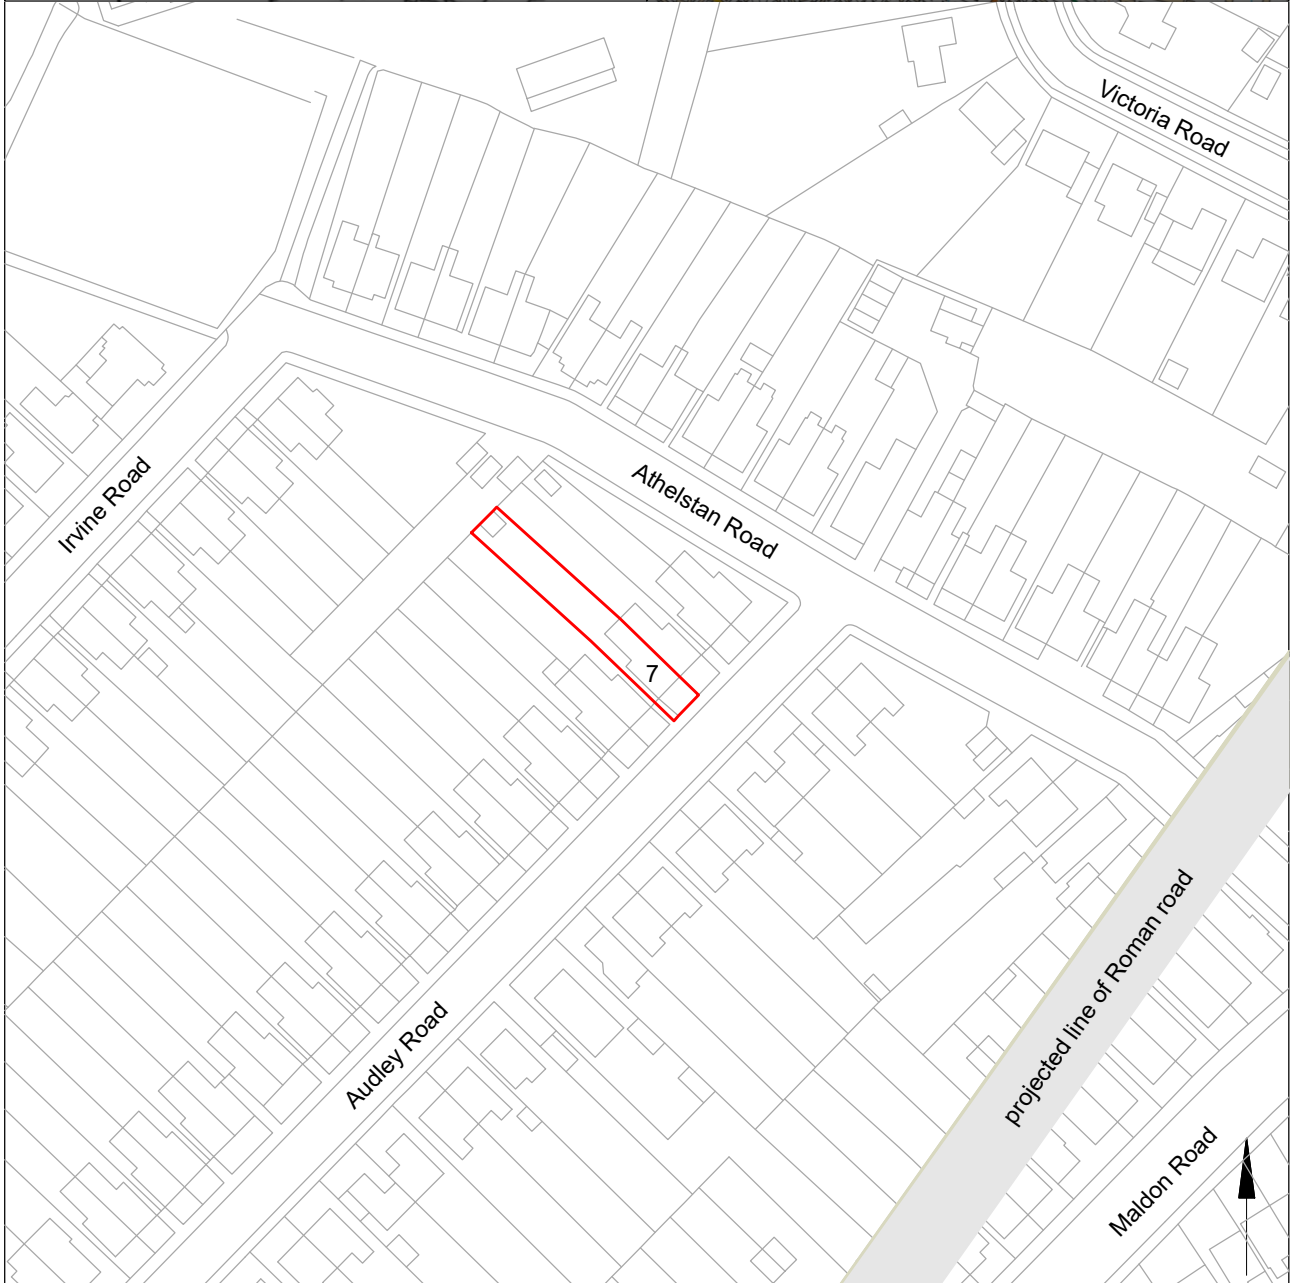 Victoria Road
Irvine Road
Athelstan Road
7
projected line of Roman road
Audley Road
Maldon Road